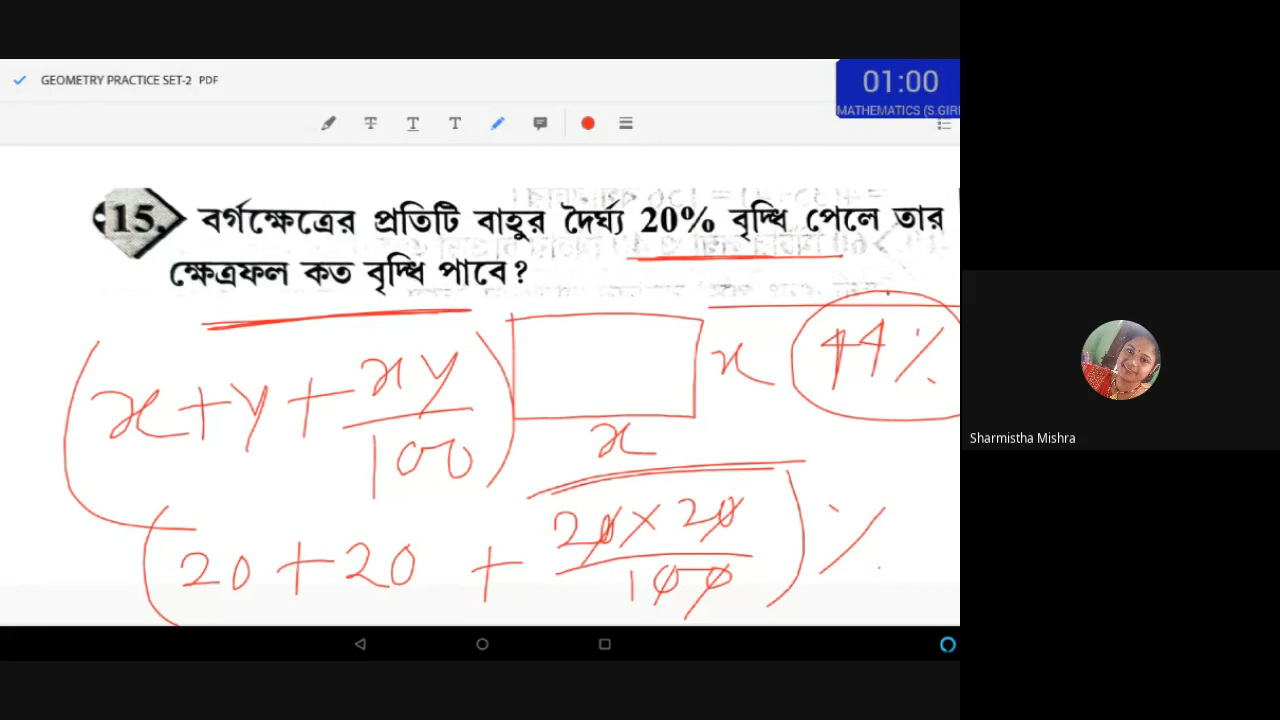 GEOMETRY PRACTICE SET-2 PDF
01:00
MATHEMATICS (S.GIRI
15. বর্গক্ষেত্রের প্রতিটি বাহুর দৈর্ঘ্য 20% বৃদ্ধি পেলে তার
ক্ষেত্রফল কত বৃদ্ধি পাবে?
(x+y+xy/100)
x
x
44%
(20+20+20×20/100)%
Sharmistha Mishra